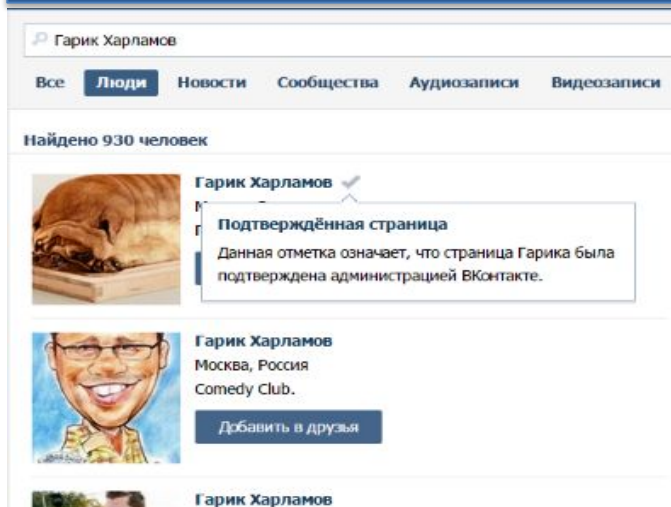 Гарик Харламов
Все Люди Новости Сообщества Аудиозаписи Видеозаписи
Найдено 930 человек
Гарик Харламов
Подтверждённая страница
Данная отметка означает, что страница Гарика была
подтверждена администрацией ВКонтакте.
Гарик Харламов
Москва, Россия
Comedy Club.
Добавить в друзья
Гарик Харламов